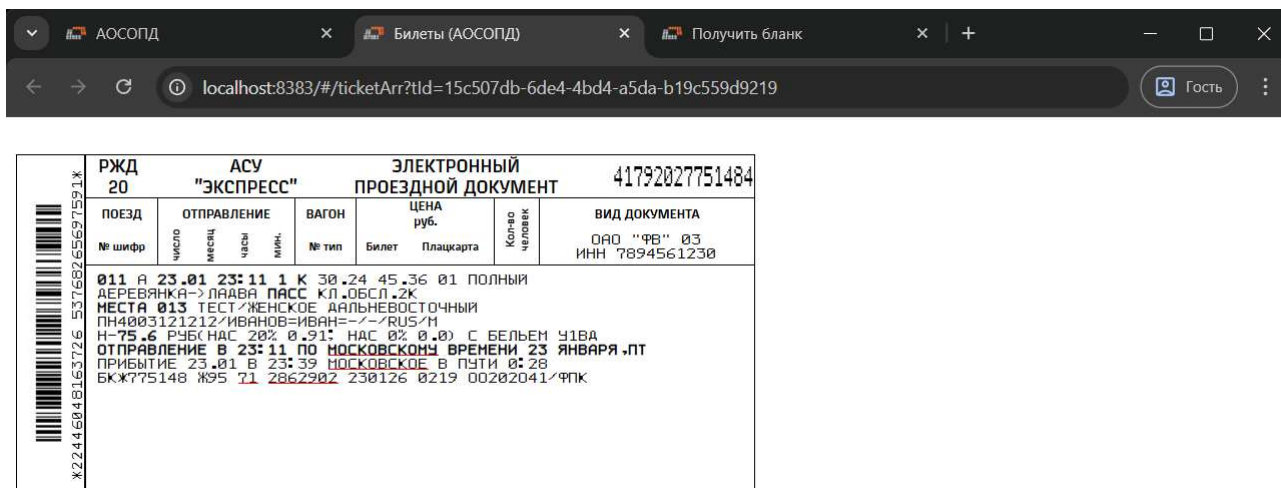 АОСОПД
Билеты (АОСОПД)
Получить бланк
localhost:8383/#/ticketArr?tId=15c507db-6de4-4bd4-a5da-b19c559d9219
Гость
*22446048163726 53768265697591*
РЖД АСУ ЭЛЕКТРОННЫЙ 41792027751484
20 "ЭКСПРЕСС" ПРОЕЗДНОЙ ДОКУМЕНТ
ПОЕЗД ОТПРАВЛЕНИЕ ВАГОН ЦЕНА руб. Кол-во человек ВИД ДОКУМЕНТА
№ шифр число месяц часы мин. № тип Билет Плацкарта ОАО "ФВ" 03
ИНН 7894561230
011 А 23.01 23:11 1 К 30.24 45.36 01 ПОЛНЫЙ
ДЕРЕВЯНКА->ЛАДВА ПАСС КЛ.ОБСЛ.2К
МЕСТА 013 ТЕСТ/ЖЕНСКОЕ ДАЛЬНЕВОСТОЧНЫЙ
ПН4003121212/ИВАНОВ=ИВАН=-/-/RUS/M
Н-75.6 РУБ(НДС 20% 0.91; НДС 0% 0.0) С БЕЛЬЕМ У1ВА
ОТПРАВЛЕНИЕ В 23:11 ПО МОСКОВСКОМУ ВРЕМЕНИ 23 ЯНВАРЯ,ПТ
ПРИБЫТИЕ 23.01 В 23:39 МОСКОВСКОЕ В ПУТИ 0:28
БКЖ775148 Ж95 71 2862902 230126 0219 00202041/ФПК